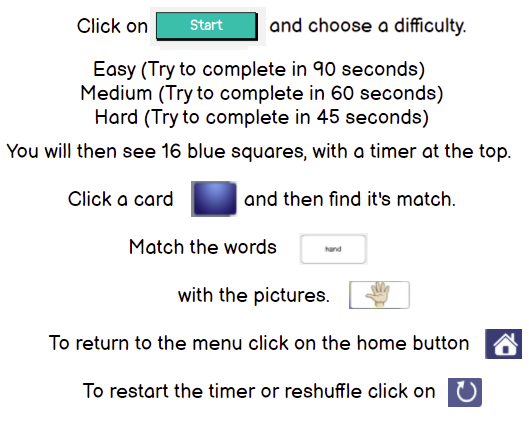 Click on Start and choose a difficulty.
Easy (Try to complete in 90 seconds)
Medium (Try to complete in 60 seconds)
Hard (Try to complete in 45 seconds)
You will then see 16 blue squares, with a timer at the top.
Click a card and then find it's match.
Match the words hand
with the pictures.
To return to the menu click on the home button
To restart the timer or reshuffle click on